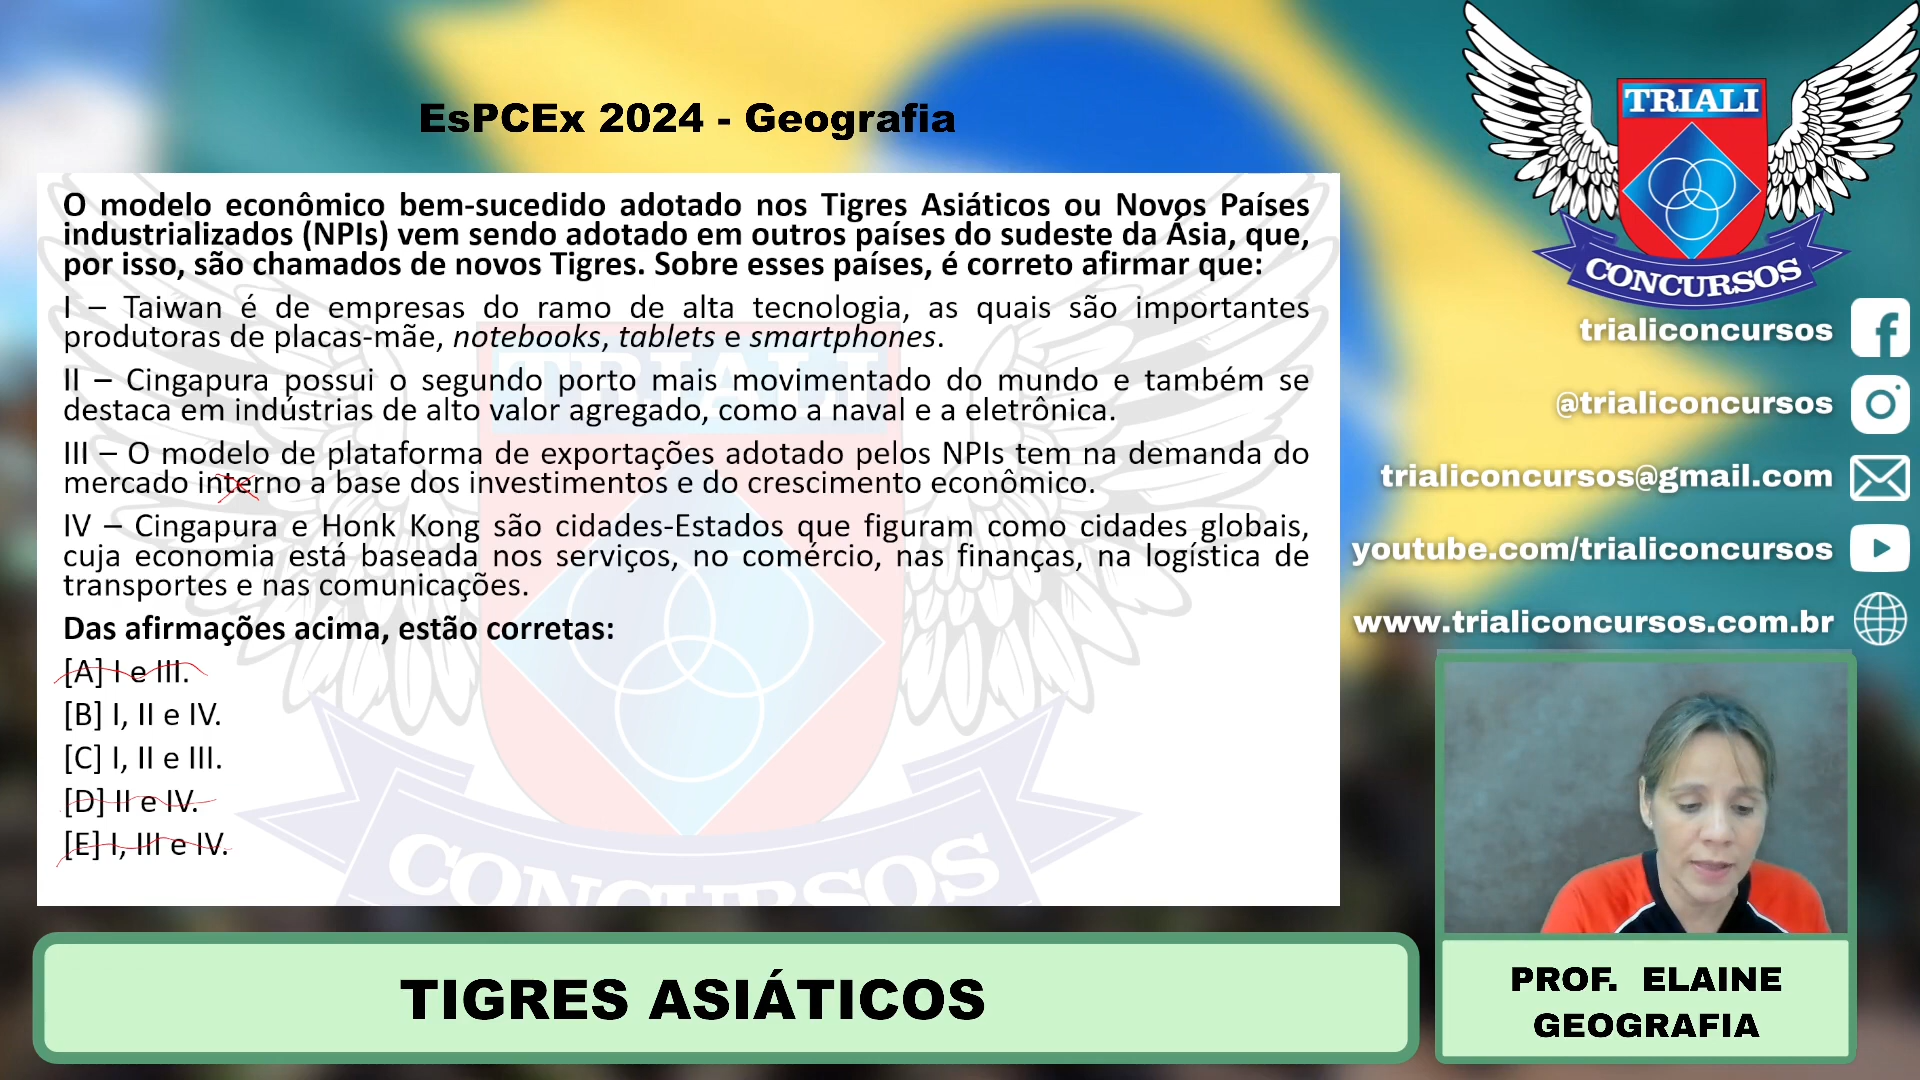 EsPCEx 2024 - Geografia
O modelo econômico bem-sucedido adotado nos Tigres Asiáticos ou Novos Países
industrializados (NPIs) vem sendo adotado em outros países do sudeste da Ásia, que,
por isso, são chamados de novos Tigres. Sobre esses países, é correto afirmar que:
I – Taiwan é de empresas do ramo de alta tecnologia, as quais são importantes
produtoras de placas-mãe, notebooks, tablets e smartphones.
II – Cingapura possui o segundo porto mais movimentado do mundo e também se
destaca em indústrias de alto valor agregado, como a naval e a eletrônica.
III – O modelo de plataforma de exportações adotado pelos NPIs tem na demanda do
mercado interno a base dos investimentos e do crescimento econômico.
IV – Cingapura e Honk Kong são cidades-Estados que figuram como cidades globais,
cuja economia está baseada nos serviços, no comércio, nas finanças, na logística de
transportes e nas comunicações.
Das afirmações acima, estão corretas:
[A] I e III.
[B] I, II e IV.
[C] I, II e III.
[D] II e IV.
[E] I, III e IV.
TRIALI
CONCURSOS
TRIALI
CONCURSOS
trialiconcursos
@trialiconcursos
trialiconcursos@gmail.com
youtube.com/trialiconcursos
www.trialiconcursos.com.br
TIGRES ASIÁTICOS
PROF. ELAINE
GEOGRAFIA